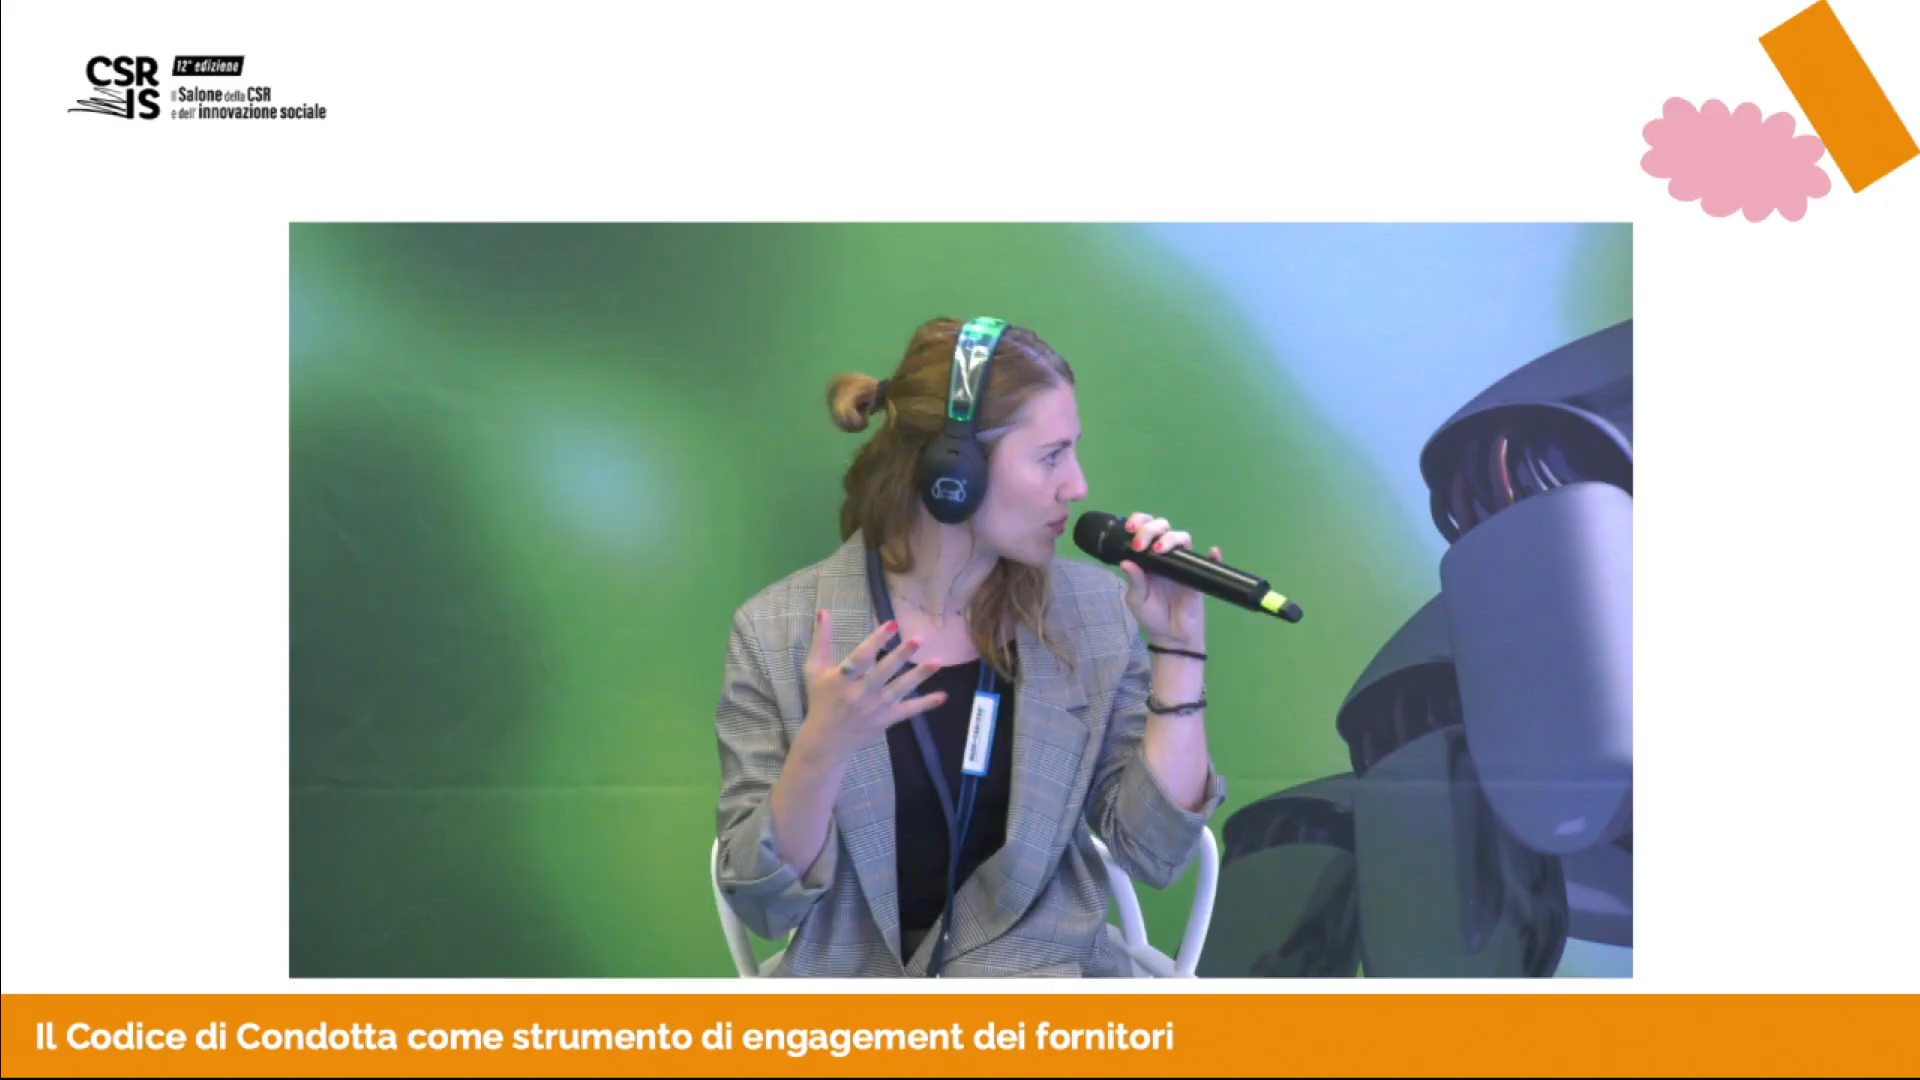 CSR
IS
12° edizione
Il Salone della CSR
e dell'innovazione sociale
Il Codice di Condotta come strumento di engagement dei fornitori